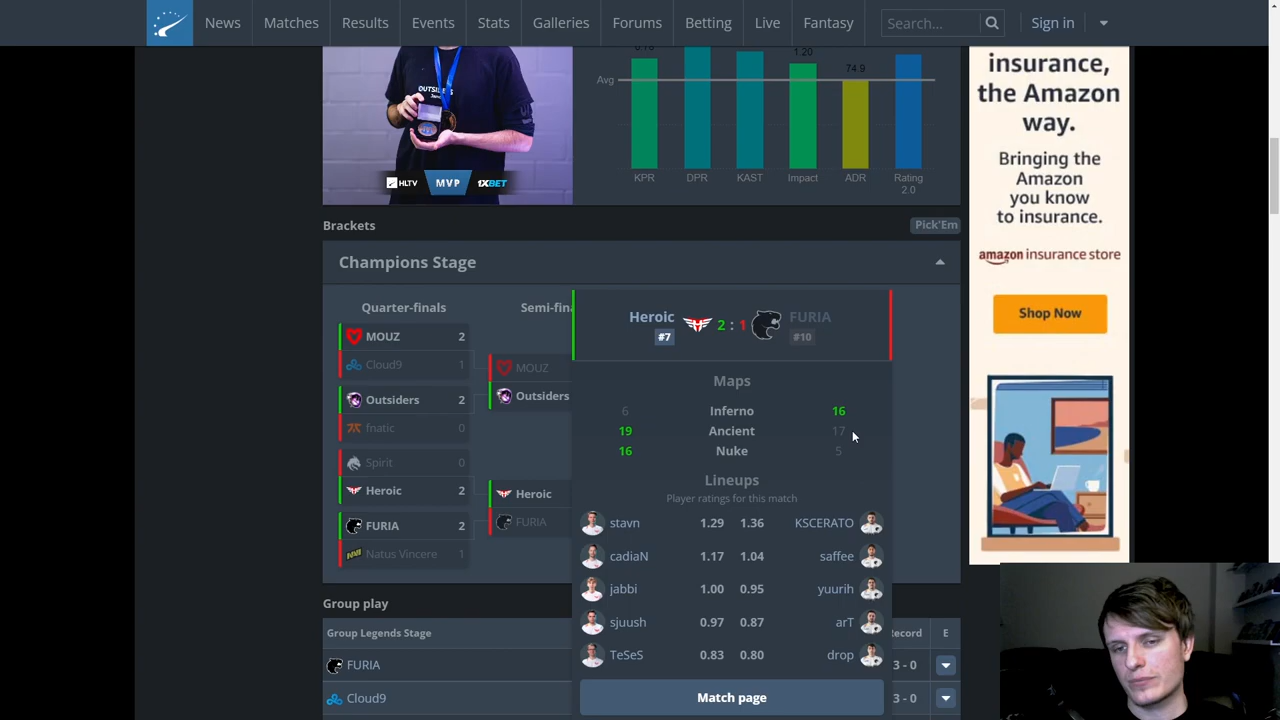 News
Matches
Results
Events
Stats
Galleries
Forums
Betting
Live
Fantasy
Search...
Sign in
OUTSIDERS
HLTV MVP 1XBET
Avg
1.20
74.9
KPR
DPR
KAST
Impact
ADR
Rating
2.0
insurance,
the Amazon
way.
Bringing the
Amazon
you know
to insurance.
amazon insurance store
Shop Now
Brackets
Pick'Em
Champions Stage
Quarter-finals
MOUZ 2
Cloud9 1
Outsiders 2
fnatic 0
Spirit 0
Heroic 2
FURIA 2
Natus Vincere 1
Semi-fin
MOUZ
Outsiders
Heroic
FURIA
Heroic 2 : 1 FURIA
#7 #10
Maps
6 Inferno 16
19 Ancient 17
16 Nuke 5
Lineups
Player ratings for this match
stavn 1.29 1.36 KSCERATO
cadiaN 1.17 1.04 saffee
jabbi 1.00 0.95 yuurih
sjuush 0.97 0.87 arT
TeSeS 0.83 0.80 drop
Match page
Group play
Group Legends Stage
Record E
FURIA 3 - 0
Cloud9 3 - 0